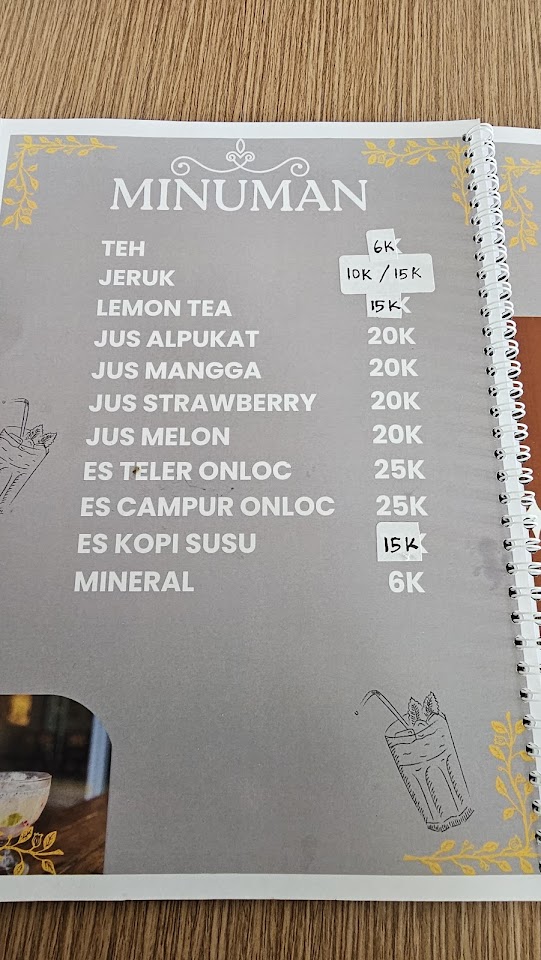 MINUMAN
TEH 6K
JERUK 10K / 15K
LEMON TEA 15K
JUS ALPUKAT 20K
JUS MANGGA 20K
JUS STRAWBERRY 20K
JUS MELON 20K
ES TELER ONLOC 25K
ES CAMPUR ONLOC 25K
ES KOPI SUSU 15K
MINERAL 6K